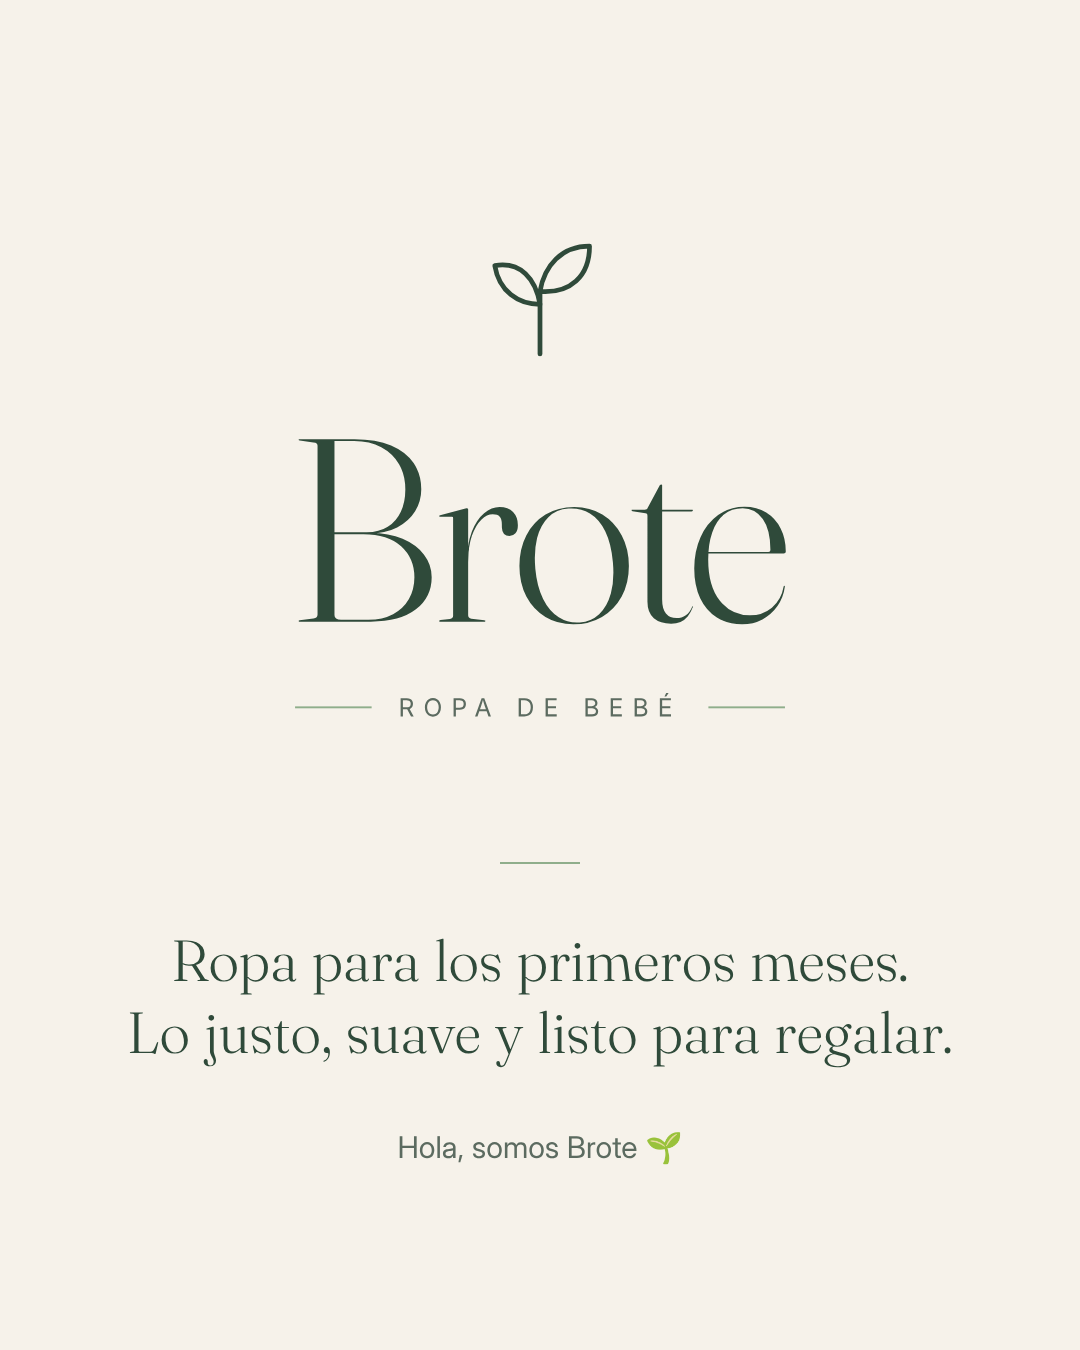 Brote
ROPA DE BEBÉ
Ropa para los primeros meses.
Lo justo, suave y listo para regalar.
Hola, somos Brote 🌱